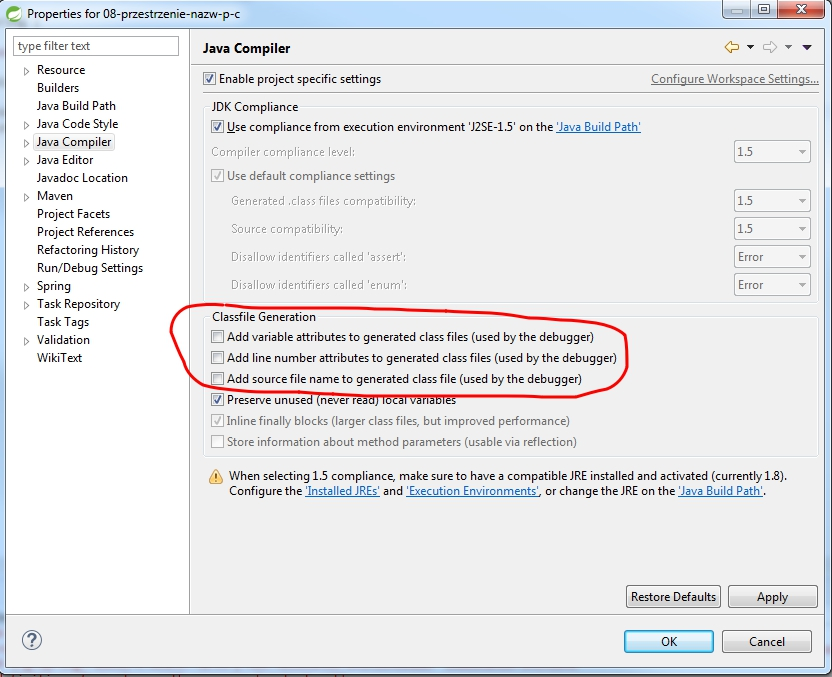 Properties for 08-przestrzenie-nazw-p-c
type filter text
Resource
Builders
Java Build Path
Java Code Style
Java Compiler
Java Editor
Javadoc Location
Maven
Project Facets
Project References
Refactoring History
Run/Debug Settings
Spring
Task Repository
Task Tags
Validation
WikiText
Java Compiler
Enable project specific settings Configure Workspace Settings...
JDK Compliance
Use compliance from execution environment 'J2SE-1.5' on the 'Java Build Path'
Compiler compliance level: 1.5
Use default compliance settings
Generated .class files compatibility: 1.5
Source compatibility: 1.5
Disallow identifiers called 'assert': Error
Disallow identifiers called 'enum': Error
Classfile Generation
Add variable attributes to generated class files (used by the debugger)
Add line number attributes to generated class files (used by the debugger)
Add source file name to generated class file (used by the debugger)
Preserve unused (never read) local variables
Inline finally blocks (larger class files, but improved performance)
Store information about method parameters (usable via reflection)
When selecting 1.5 compliance, make sure to have a compatible JRE installed and activated (currently 1.8).
Configure the 'Installed JREs' and 'Execution Environments', or change the JRE on the 'Java Build Path'.
Restore Defaults Apply
? OK Cancel